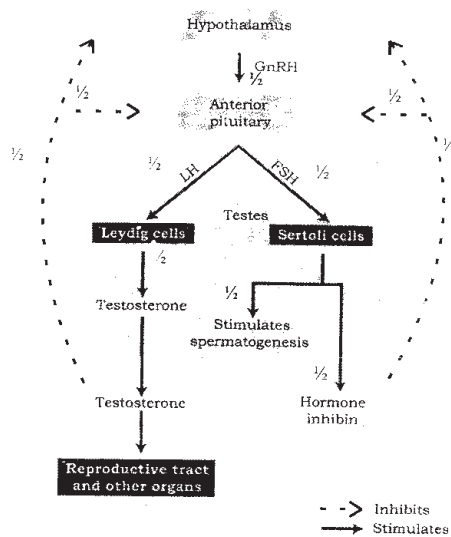 Hypothalamus
GnRH
½
½
½
Anterior
pituitary
½
½
LH
FSH
½
Testes
Leydig cells
Sertoli cells
½
½
Testosterone
Stimulates
spermatogenesis
½
Testosterone
Hormone
inhibin
Reproductive tract
and other organs
Inhibits
Stimulates